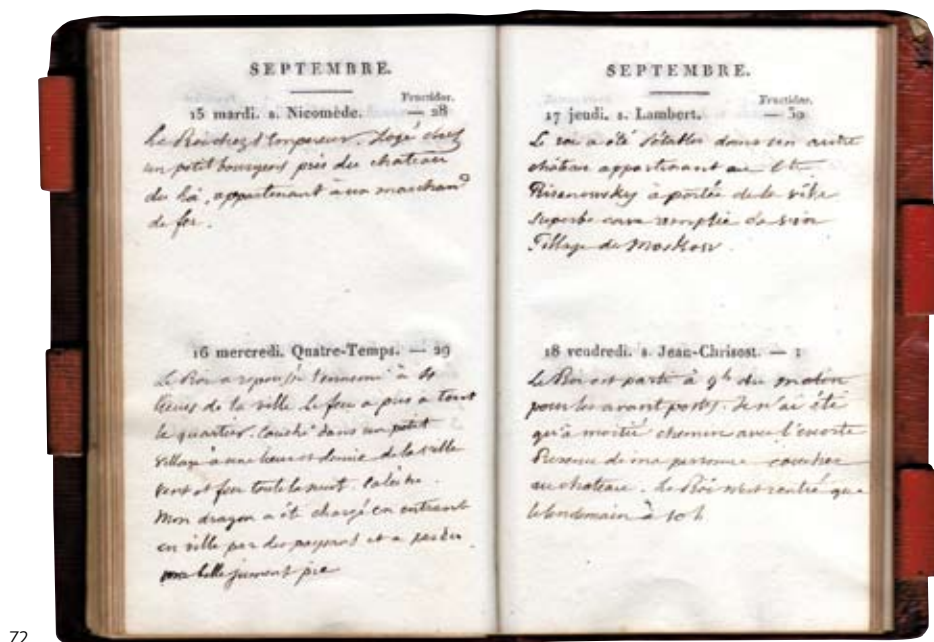 SEPTEMBRE.
Fructidor.
15 mardi. s. Nicomède. — 28
Le Roi chez l'Empereur. Logé chez
un petit bourgeois près du château
du Roi, appartenant à un marchand
de fer.
16 mercredi. Quatre-Temps. — 29
Le Roi a repoussé l'ennemi à
lieues de la ville. Le feu a pris a tout
le quartier. Couché dans un petit
village à une lieue et demie de la ville
vent et feu toute la nuit. Calèche.
Mon dragon a été chargé en entrant
en ville par des paysans et a perdu
ma belle jument pie
SEPTEMBRE.
Fructidor.
17 jeudi. s. Lambert. — 30
Le roi a été s'établir dans un autre
château appartenant au Cte
à portée de la ville
superbe cave remplie de vin
Pillage de Moskow.
18 vendredi. s. Jean-Chrisost. — 1
Le Roi est parti à 9h du matin
pour les avant postes. Je n'ai été
qu'à moitié chemin avec l'escorte
Revenu de ma personne coucher
au chateau. Le Roi n'est rentré que
le lendemain à 10 h
72